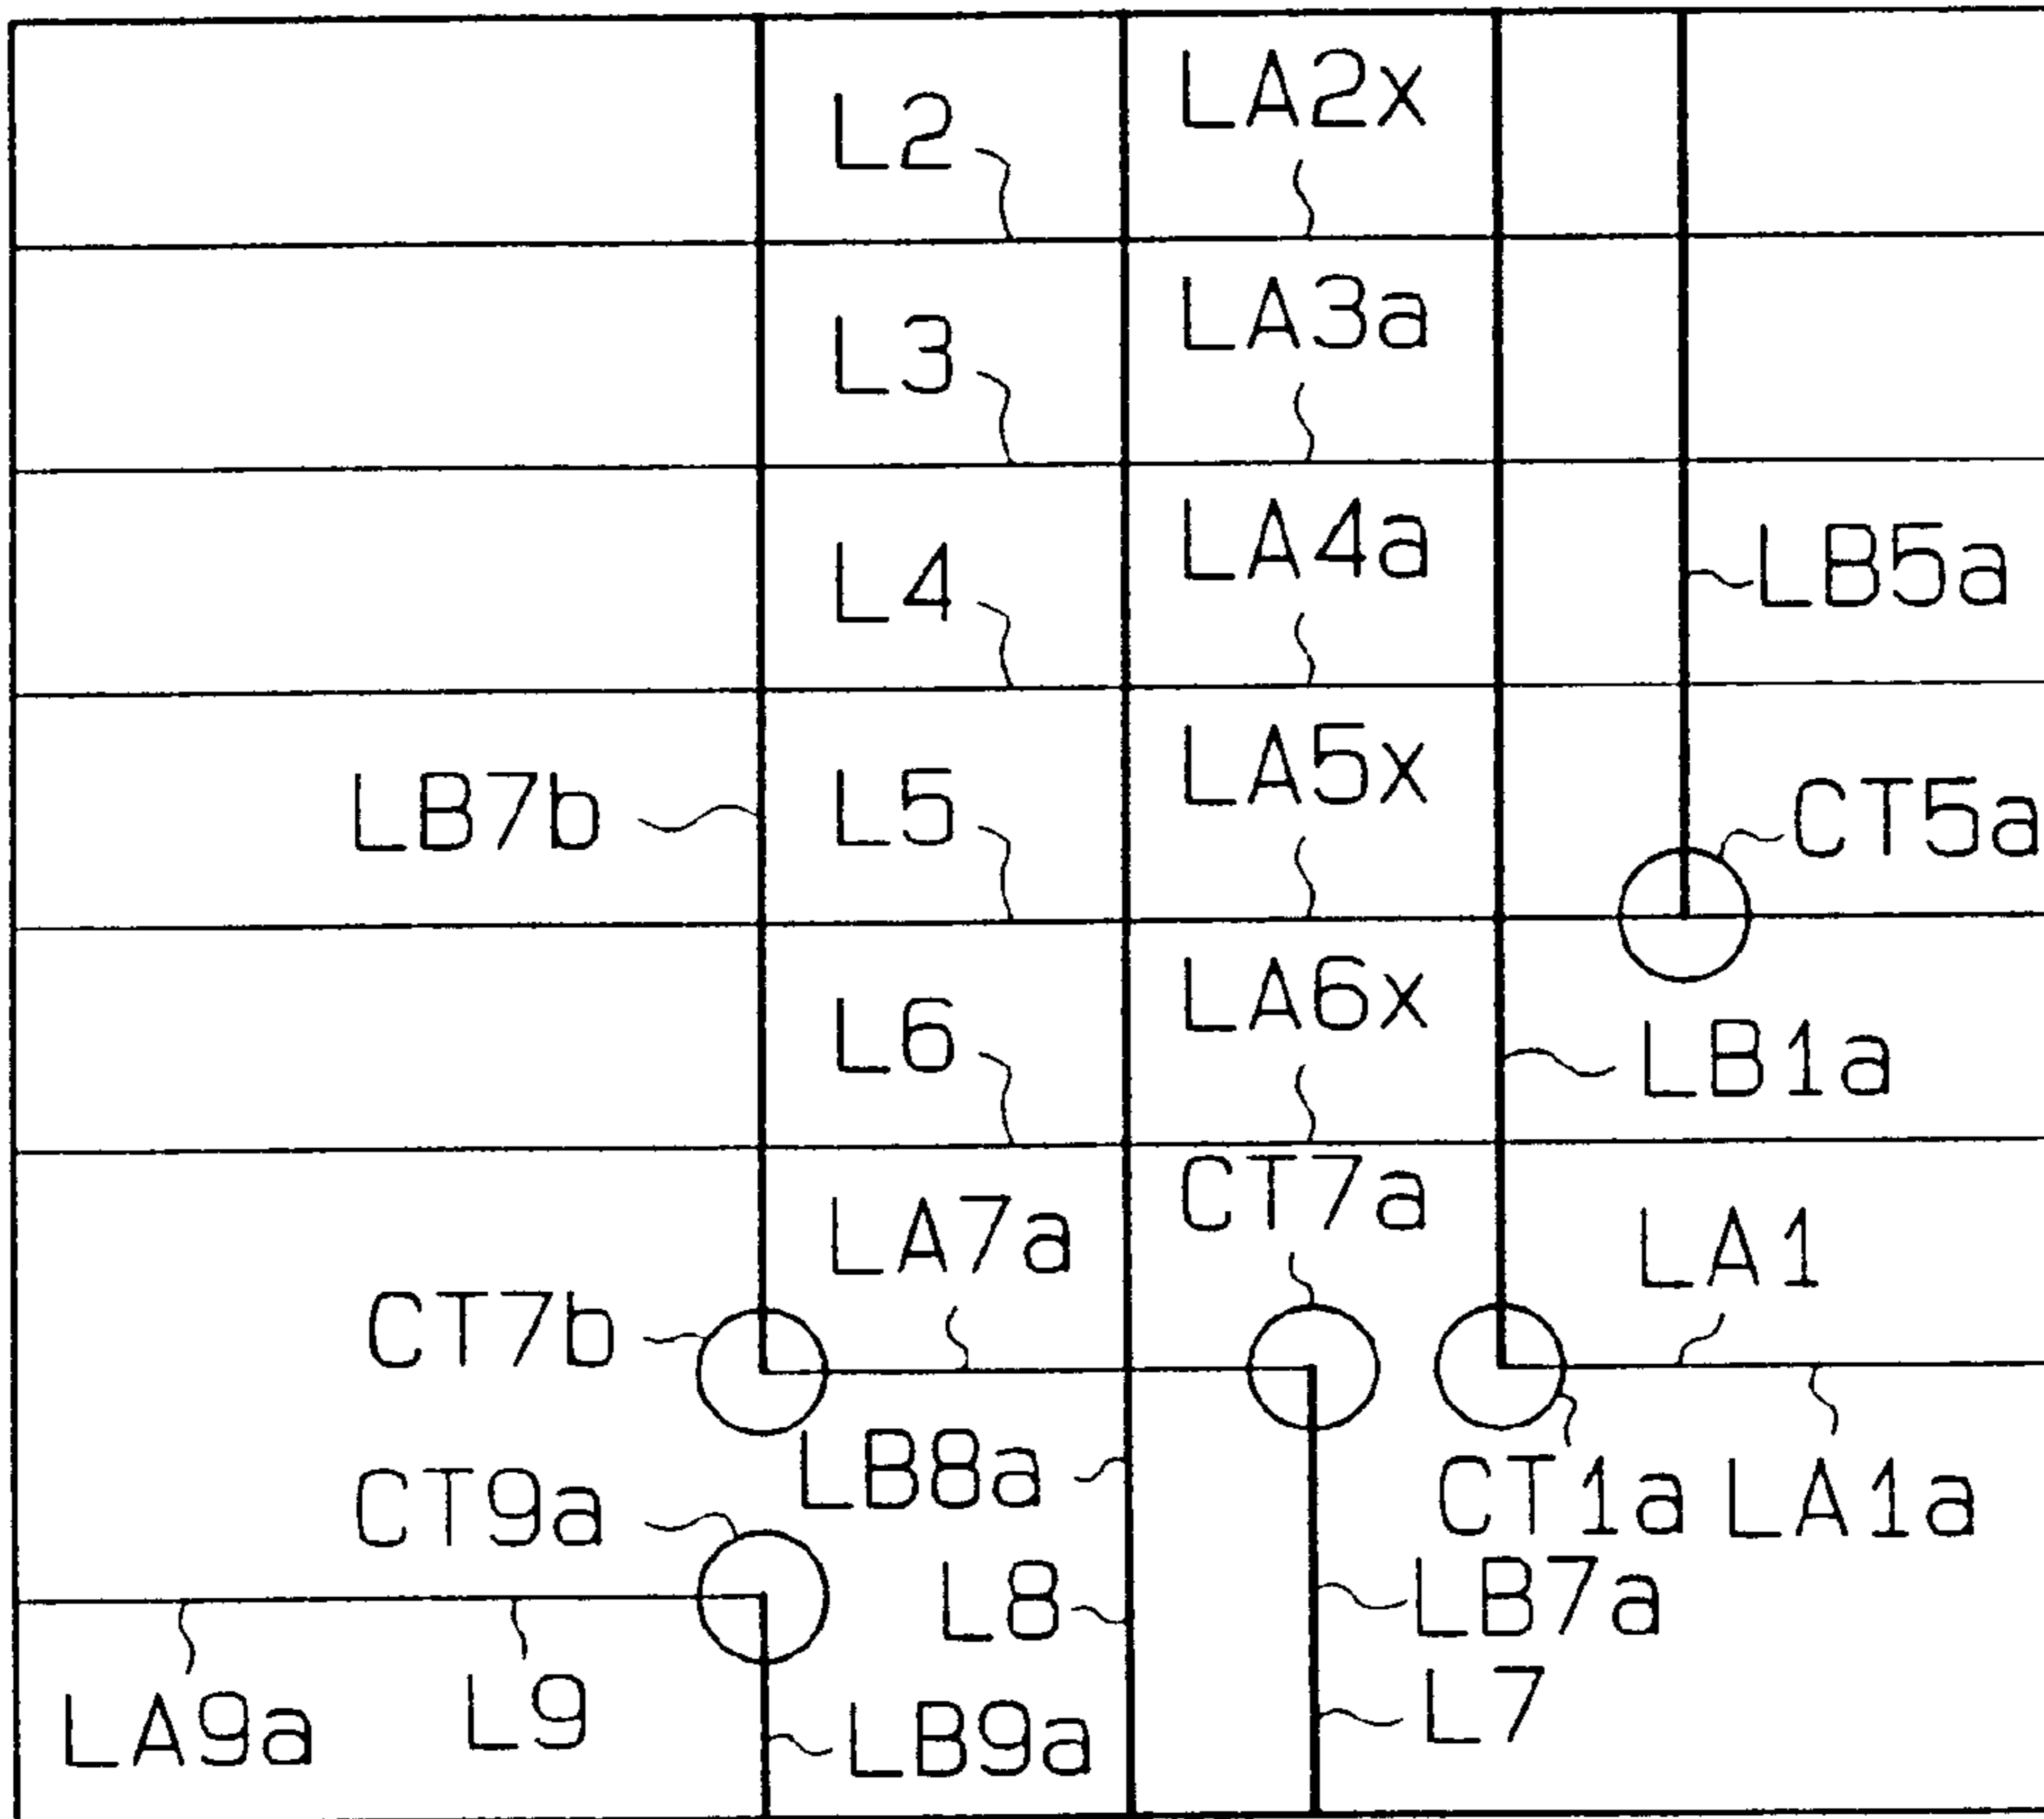 L2
LA2x
L3
LA3a
L4
LA4a
LB5a
LB7b
L5
LA5x
CT5a
L6
LA6x
LB1a
LA7a
CT7a
LA1
CT7b
LB8a
CT9a
CT1a
LA1a
L8
LB7a
LA9a
L9
LB9a
L7